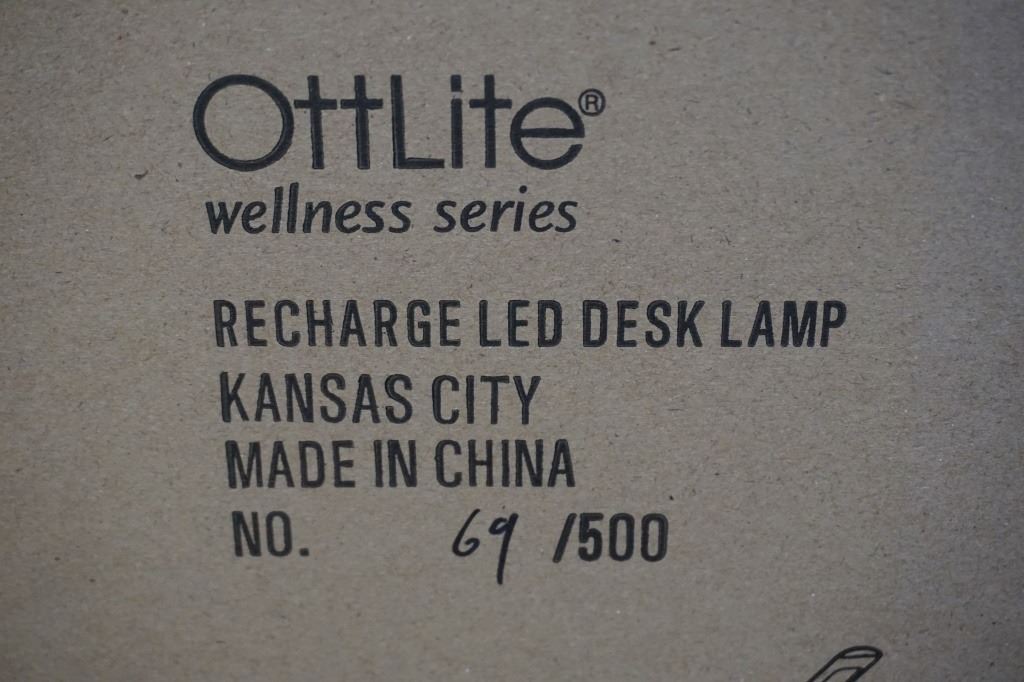 OttLite®
wellness series
RECHARGE LED DESK LAMP
KANSAS CITY
MADE IN CHINA
NO. 69 /500